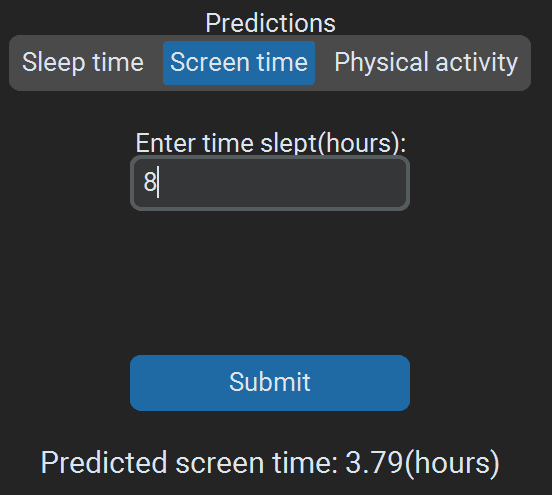 Predictions
Sleep time Screen time Physical activity
Enter time slept(hours):
8
Submit
Predicted screen time: 3.79(hours)